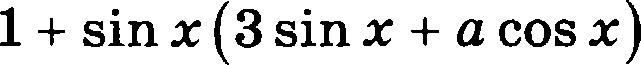 1 + sin x(3 sin x + a cos x)